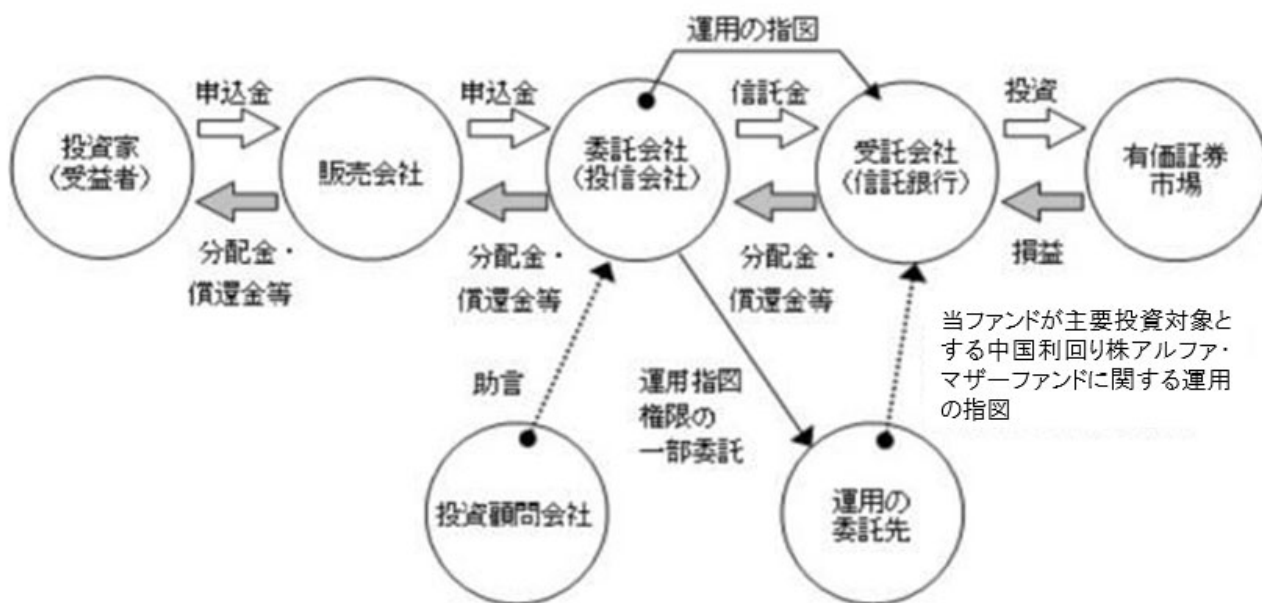 運用の指図
申込金
申込金
信託金
投資
投資家
〈受益者〉
販売会社
委託会社
〈投信会社〉
受託会社
〈信託銀行〉
有価証券
市場
分配金・
償還金等
分配金・
償還金等
分配金・
償還金等
損益
助言
運用指図
権限の
一部委託
当ファンドが主要投資対象と
する中国利回り株アルファ・
マザーファンドに関する運用
の指図
投資顧問会社
運用の
委託先